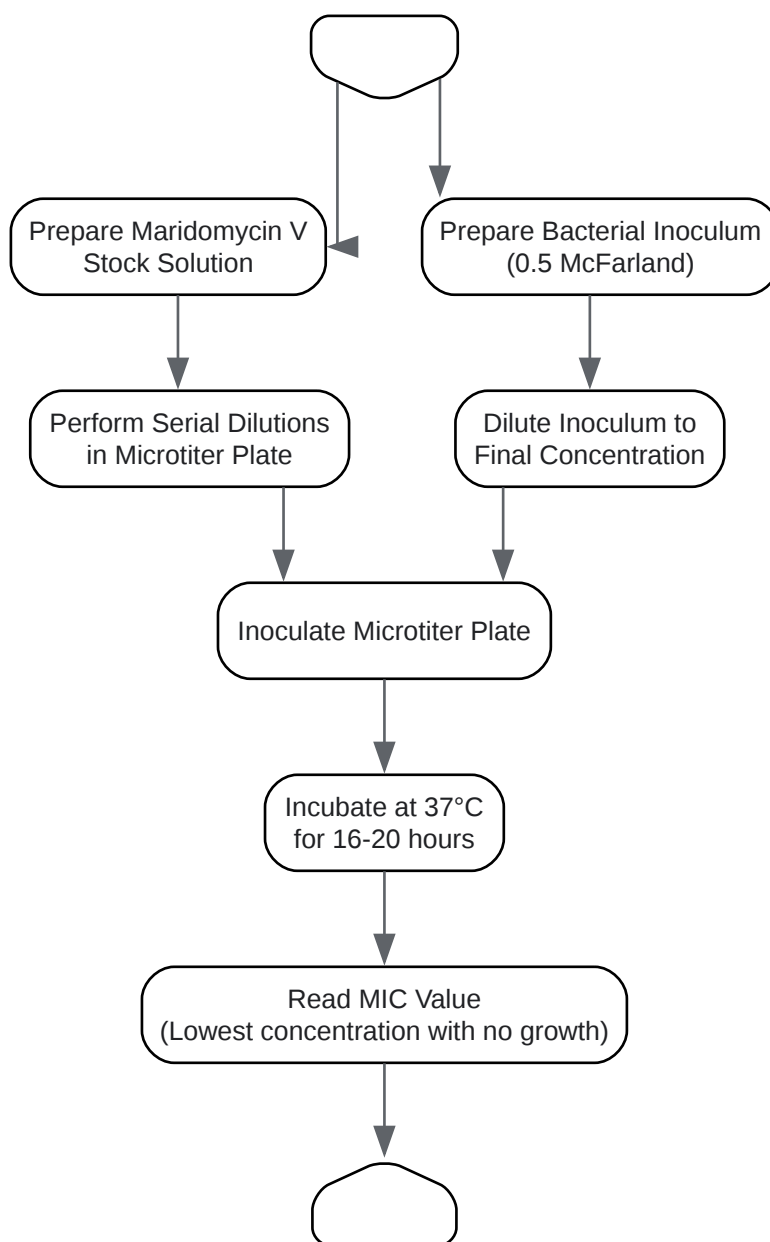 Prepare Maridomycin V
Stock Solution
Prepare Bacterial Inoculum
(0.5 McFarland)
Perform Serial Dilutions
in Microtiter Plate
Dilute Inoculum to
Final Concentration
Inoculate Microtiter Plate
Incubate at 37°C
for 16-20 hours
Read MIC Value
(Lowest concentration with no growth)